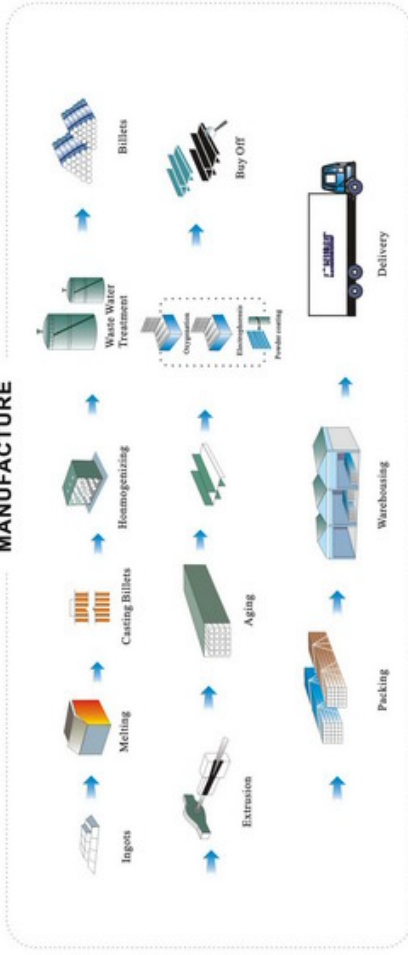 MANUFACTURE
Ingots
Melting
Casting Billets
Honmogenizing
Waste Water
Treatment
Billets
Extrusion
Aging
Oxygenation
Electrophoresis
Powder coating
Buy Off
Packing
Warehousing
Delivery